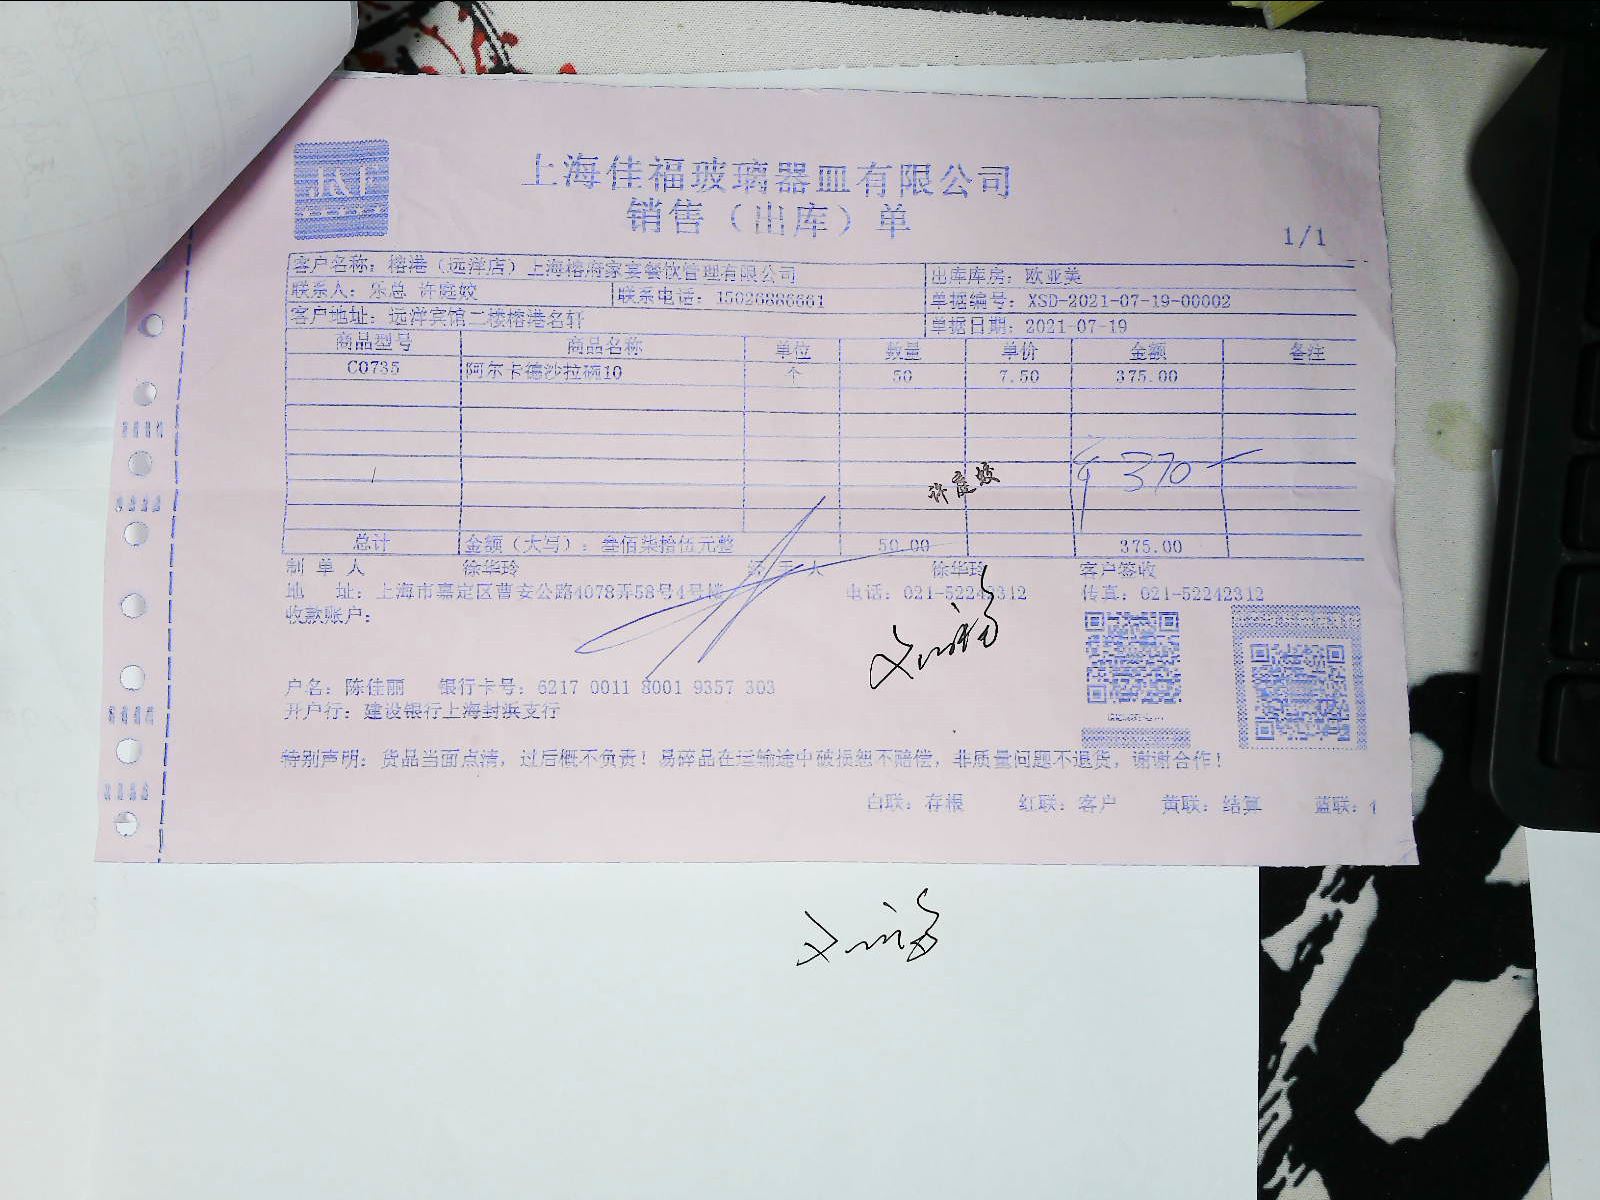 上海佳福玻璃器皿有限公司
销售（出库）单
1/1
客户名称：榕港（远洋店）上海榕府家宴餐饮管理有限公司 出库库房：欧亚美
联系人：乐总 许庭姣 联系电话：15026886661 单据编号：XSD-2021-07-19-00002
客户地址：远洋宾馆二楼榕港名轩 单据日期：2021-07-19
商品型号 商品名称 单位 数量 单价 金额 备注
C0735 阿尔卡德沙拉碗10 个 50 7.50 375.00
370
许庭姣
总计 金额（大写）：叁佰柒拾伍元整 50.00 375.00
制单人 徐华玲 经手人 徐华玲 客户签收
地 址：上海市嘉定区曹安公路4078弄58号4号楼 电话：021-52242312 传真：021-52242312
收款账户：
户名：陈佳丽 银行卡号：6217 0011 8001 9357 303
开户行：建设银行上海封浜支行
特别声明：货品当面点清，过后概不负责！易碎品在运输途中破损恕不赔偿，非质量问题不退货，谢谢合作！
白联：存根 红联：客户 黄联：结算 蓝联：